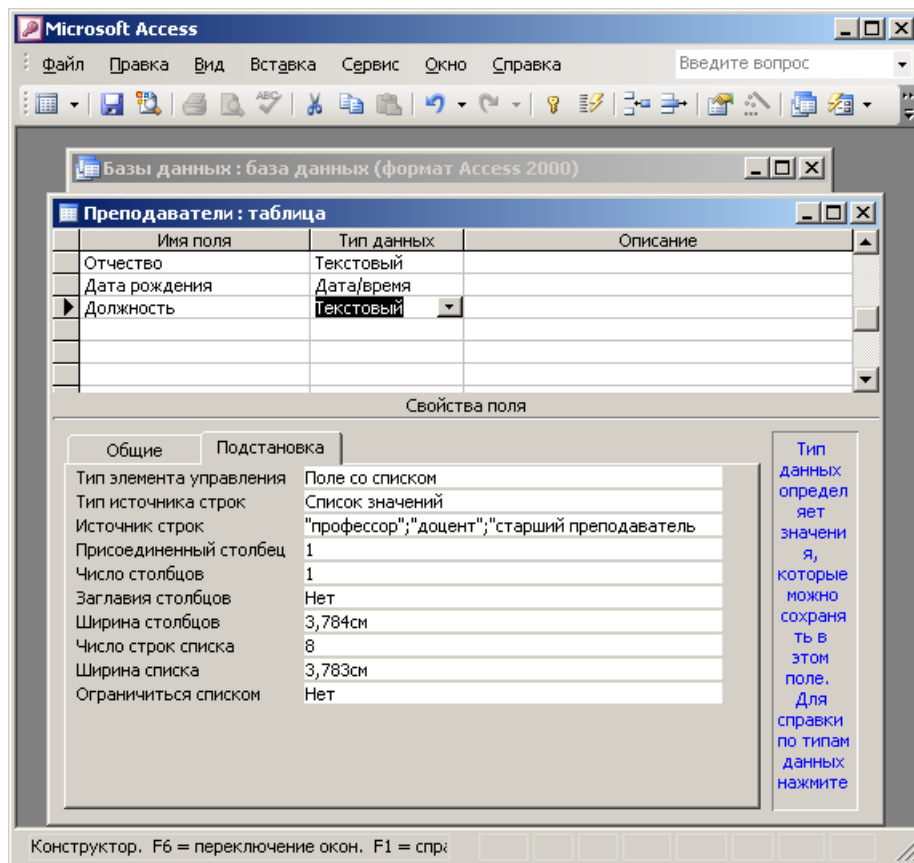 Microsoft Access
Файл Правка Вид Вставка Сервис Окно Справка Введите вопрос
ABC
Базы данных : база данных (формат Access 2000)
Преподаватели : таблица
Имя поля Тип данных Описание
Отчество Текстовый
Дата рождения Дата/время
Должность Текстовый
Свойства поля
Общие Подстановка
Тип элемента управления Поле со списком
Тип источника строк Список значений
Источник строк "профессор";"доцент";"старший преподаватель
Присоединенный столбец 1
Число столбцов 1
Заглавия столбцов Нет
Ширина столбцов 3,784см
Число строк списка 8
Ширина списка 3,783см
Ограничиться списком Нет
Тип
данных
определ
яет
значени
я,
которые
можно
сохраня
ть в
этом
поле.
Для
справки
по типам
данных
нажмите
Конструктор. F6 = переключение окон. F1 = спра